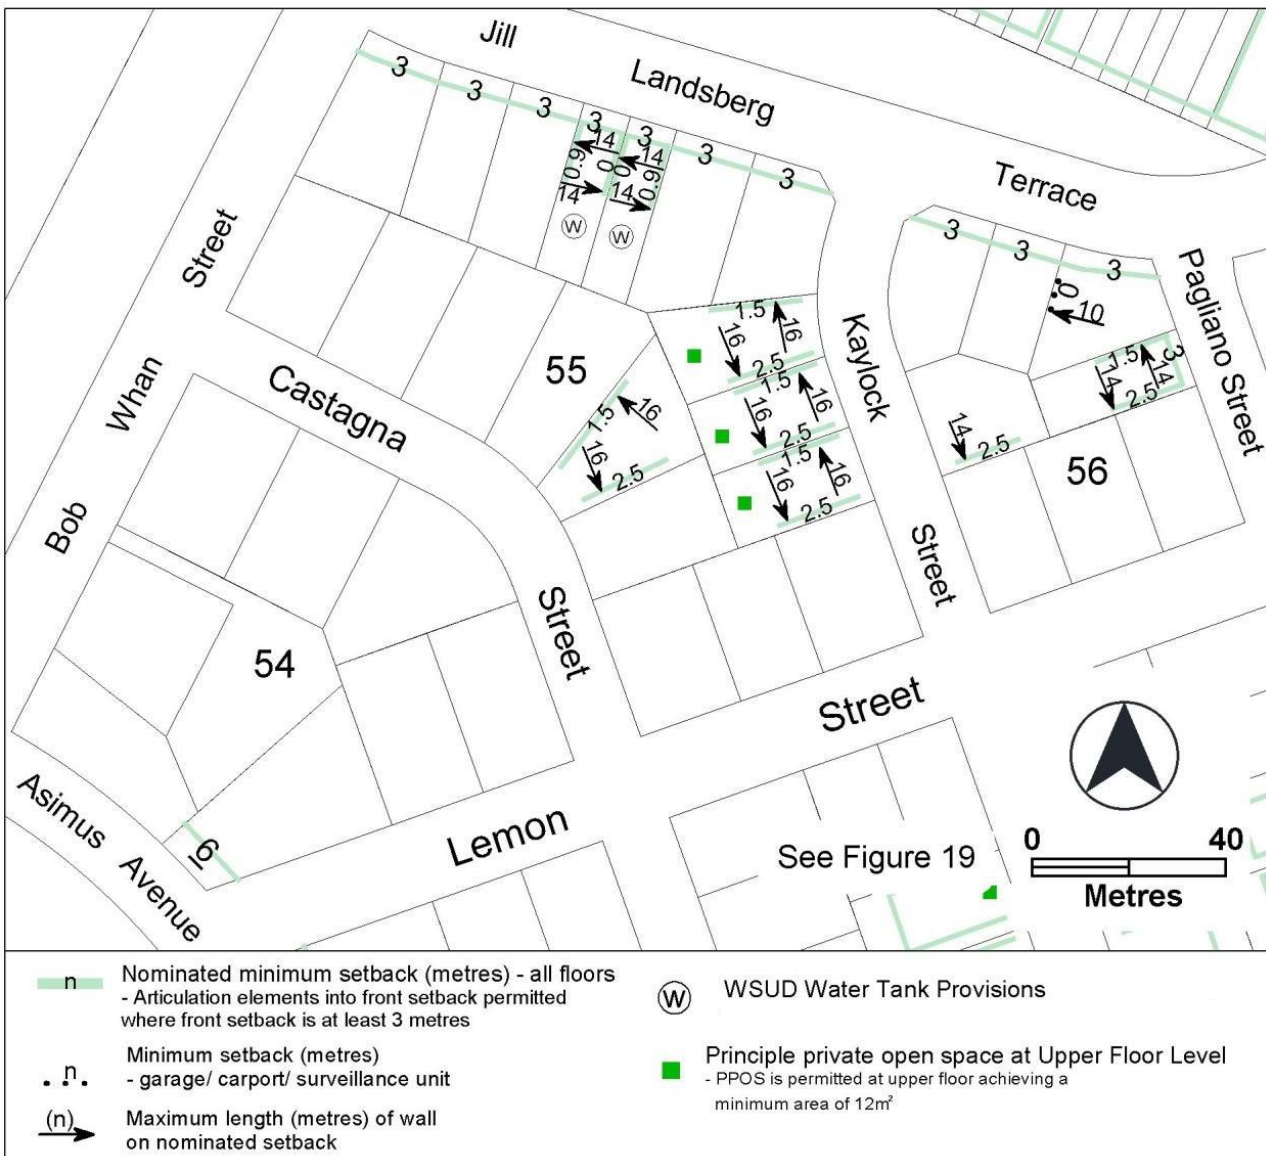 Jill
Landsberg
Terrace
3
3
3
3
3
3
3
14
0.9
0
14
14
0
14
0.9
W
W
3
3
3
0
10
Pagliano Street
Street
Whan
Bob
Castagna
Street
55
1.5
16
16
2.5
1.5
16
16
2.5
1.5
16
16
2.5
1.5
16
16
2.5
Kaylock
Street
14
2.5
1.5
14
14
3
2.5
56
54
Street
Lemon
Asimus
Avenue
6
See Figure 19
0 40
Metres
n Nominated minimum setback (metres) - all floors
- Articulation elements into front setback permitted
where front setback is at least 3 metres
n Minimum setback (metres)
- garage/ carport/ surveillance unit
(n) Maximum length (metres) of wall
on nominated setback
W WSUD Water Tank Provisions
Principle private open space at Upper Floor Level
- PPOS is permitted at upper floor achieving a
minimum area of 12m²